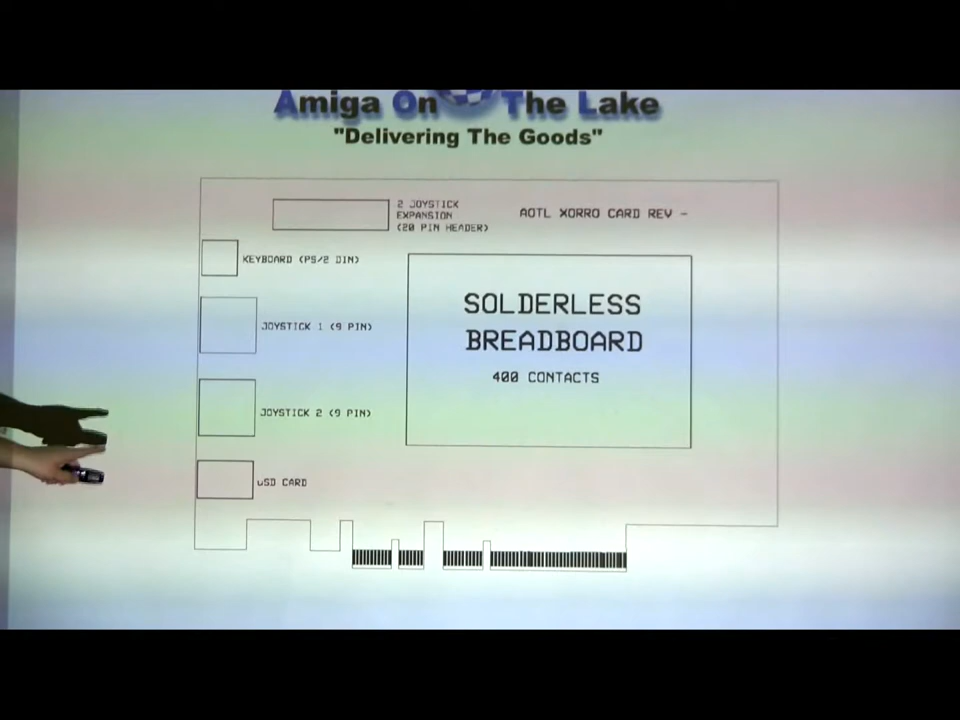 Amiga On The Lake
"Delivering The Goods"
2 JOYSTICK
EXPANSION
(20 PIN HEADER)
AOTL XORRO CARD REV -
KEYBOARD (PS/2 DIN)
SOLDERLESS
BREADBOARD
400 CONTACTS
JOYSTICK 1 (9 PIN)
JOYSTICK 2 (9 PIN)
uSD CARD